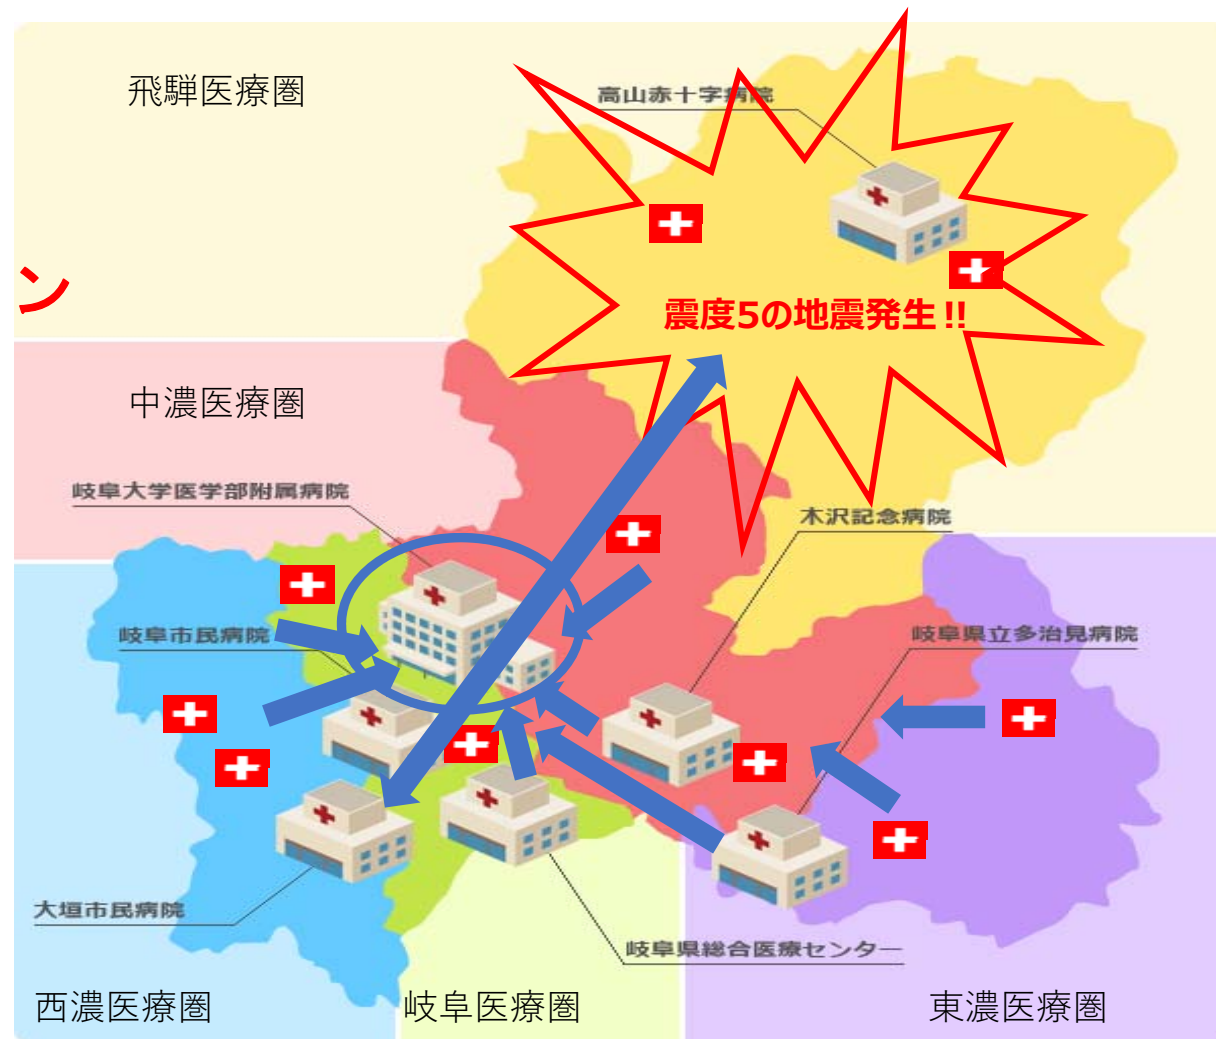 飛騨医療圏
高山赤十字病院
ン
震度5の地震発生!!
中濃医療圏
岐阜大学医学部附属病院
木沢記念病院
岐阜市民病院
岐阜県立多治見病院
大垣市民病院
岐阜県総合医療センター
西濃医療圏
岐阜医療圏
東濃医療圏